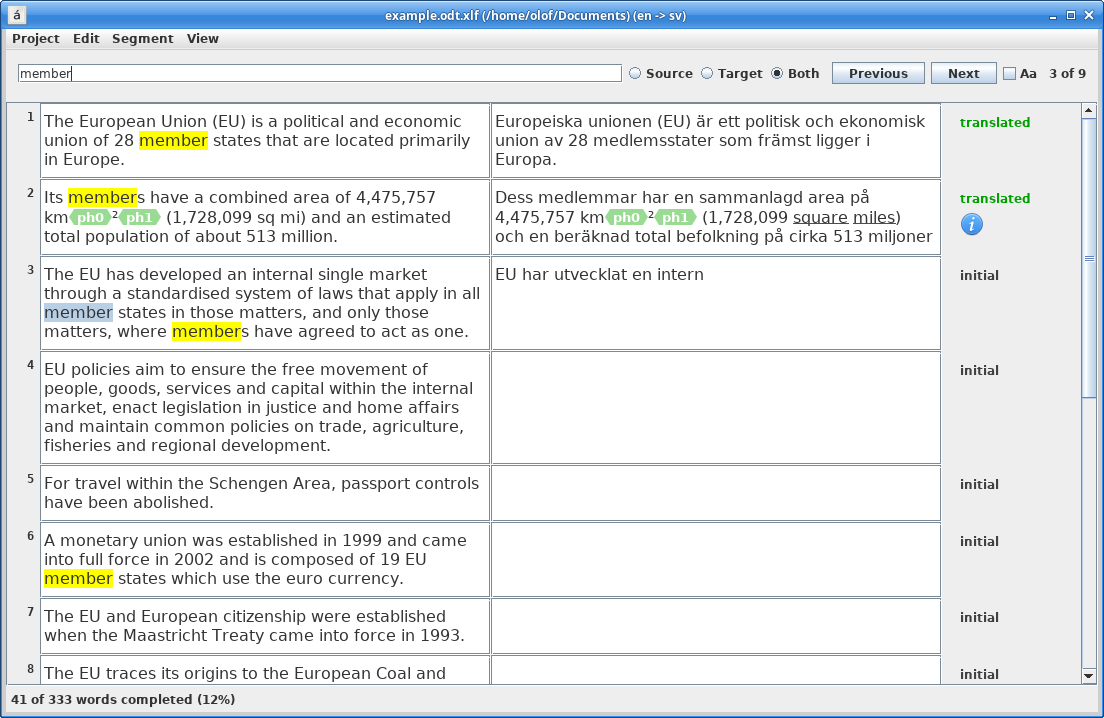 á
example.odt.xlf (/home/olof/Documents) (en -> sv)
Project Edit Segment View
member
Source Target Both Previous Next Aa 3 of 9
1
The European Union (EU) is a political and economic
union of 28 member states that are located primarily
in Europe.
Europeiska unionen (EU) är ett politisk och ekonomisk
union av 28 medlemsstater som främst ligger i
Europa.
translated
2
Its members have a combined area of 4,475,757
km ph0 ² ph1 (1,728,099 sq mi) and an estimated
total population of about 513 million.
Dess medlemmar har en sammanlagd area på
4,475,757 km ph0 ² ph1 (1,728,099 square miles)
och en beräknad total befolkning på cirka 513 miljoner
translated
i
3
The EU has developed an internal single market
through a standardised system of laws that apply in all
member states in those matters, and only those
matters, where members have agreed to act as one.
EU har utvecklat en intern
initial
4
EU policies aim to ensure the free movement of
people, goods, services and capital within the internal
market, enact legislation in justice and home affairs
and maintain common policies on trade, agriculture,
fisheries and regional development.
initial
5
For travel within the Schengen Area, passport controls
have been abolished.
initial
6
A monetary union was established in 1999 and came
into full force in 2002 and is composed of 19 EU
member states which use the euro currency.
initial
7
The EU and European citizenship were established
when the Maastricht Treaty came into force in 1993.
initial
8
The EU traces its origins to the European Coal and
initial
41 of 333 words completed (12%)